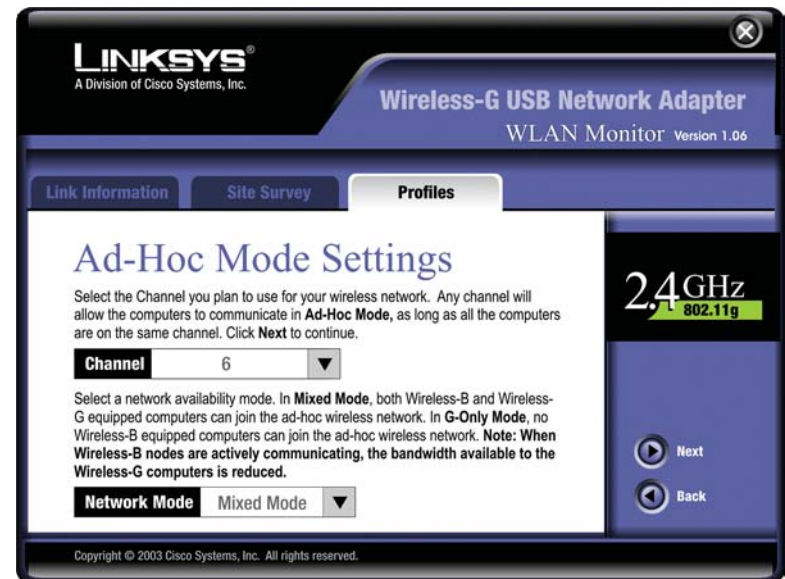 LINKSYS®
A Division of Cisco Systems, Inc.
Wireless-G USB Network Adapter
WLAN Monitor Version 1.06
Link Information
Site Survey
Profiles
Ad-Hoc Mode Settings
Select the Channel you plan to use for your wireless network. Any channel will
allow the computers to communicate in Ad-Hoc Mode, as long as all the computers
are on the same channel. Click Next to continue.
Channel 6
Select a network availability mode. In Mixed Mode, both Wireless-B and Wireless-
G equipped computers can join the ad-hoc wireless network. In G-Only Mode, no
Wireless-B equipped computers can join the ad-hoc wireless network. Note: When
Wireless-B nodes are actively communicating, the bandwidth available to the
Wireless-G computers is reduced.
Network Mode Mixed Mode
2.4GHz
802.11g
Next
Back
Copyright © 2003 Cisco Systems, Inc. All rights reserved.